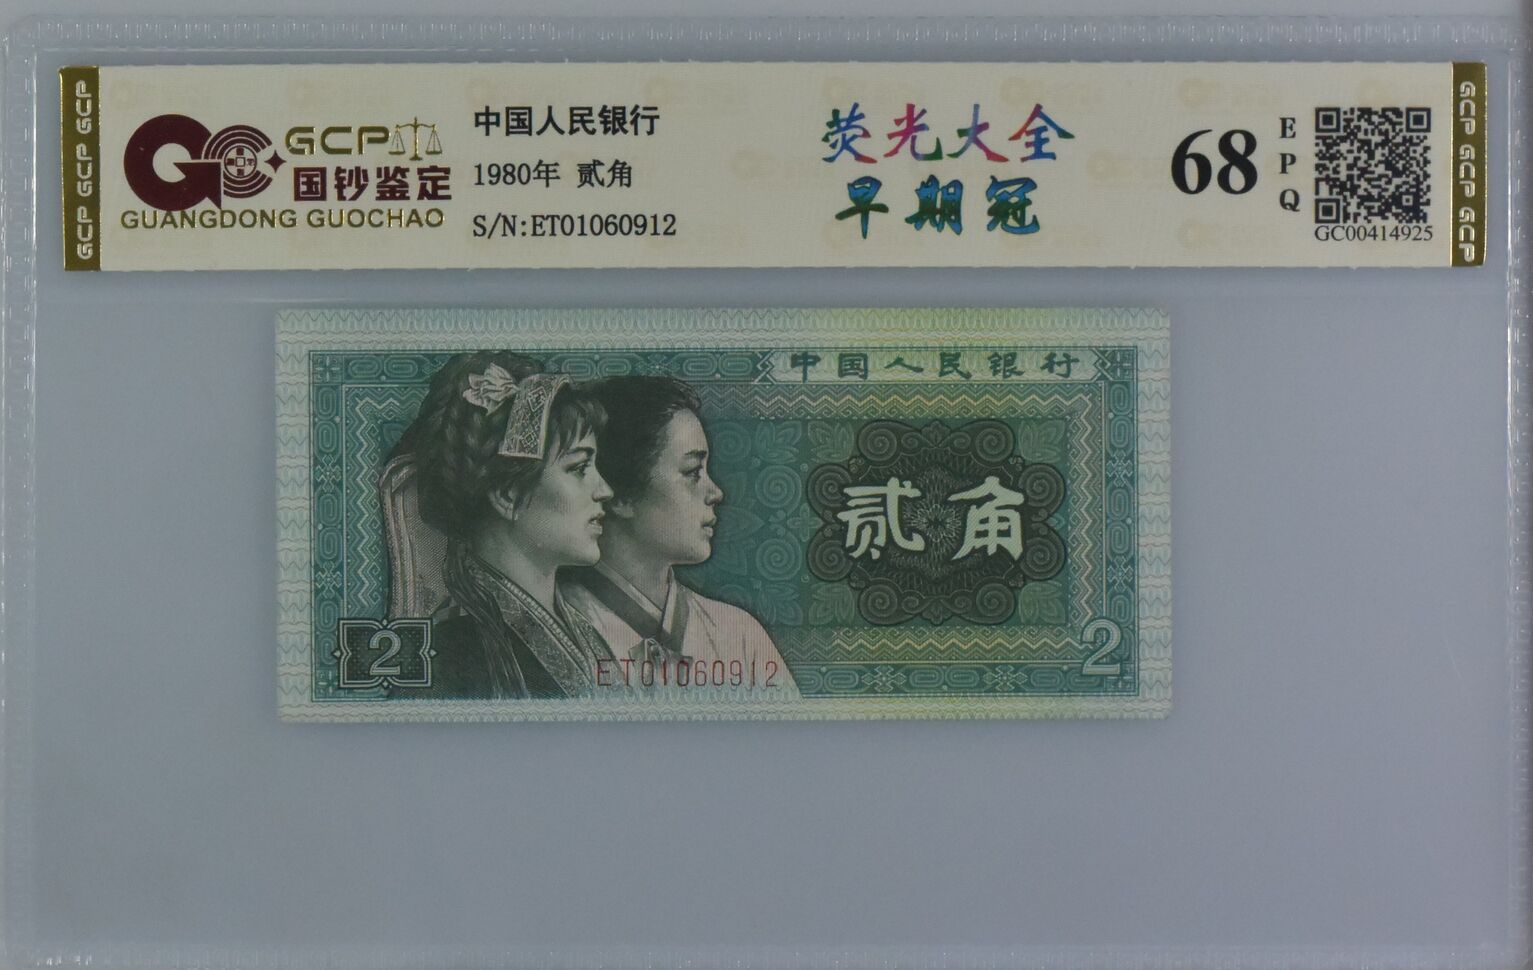 GCP GCP GCP
GCP
国钞鉴定
GUANGDONG GUOCHAO
中国人民银行
1980年 贰角
S/N:ET01060912
荧光大全
早期冠
68
EPQ
GC00414925
GCP GCP GCP
中国人民银行
贰角
2
2
ET01060912